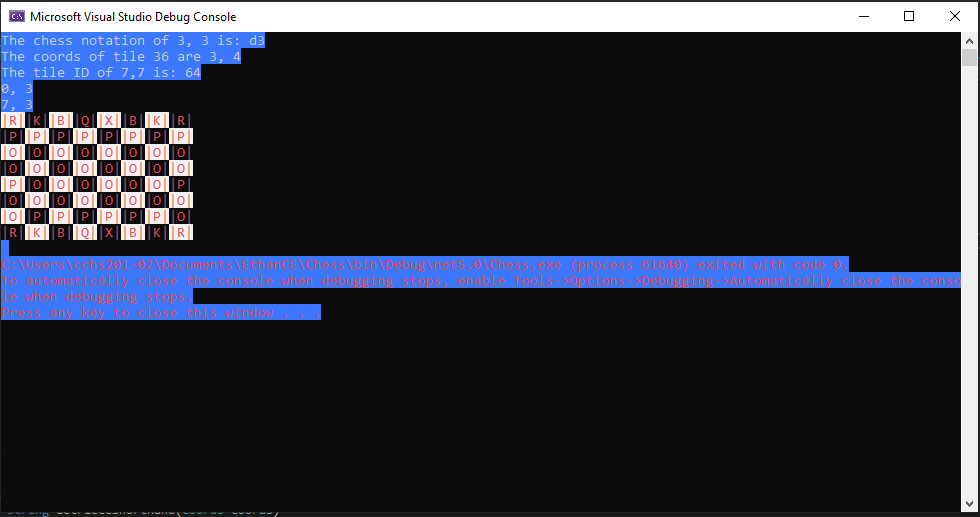 C:\ Microsoft Visual Studio Debug Console
The chess notation of 3, 3 is: d3
The coords of tile 36 are 3, 4
The tile ID of 7,7 is: 64
0, 3
7, 3
|R||K||B||Q||X||B||K||R|
|P||P||P||P||P||P||P||P|
|O||O||O||O||O||O||O||O|
|O||O||O||O||O||O||O||O|
|P||O||O||O||O||O||O||P|
|O||O||O||O||O||O||O||O|
|O||P||P||P||P||P||P||O|
|R||K||B||Q||X||B||K||R|
C:\Users\cchs201-02\Documents\EthanCE\Chess\bin\Debug\net5.0\Chess.exe (process 61640) exited with code 0.
To automatically close the console when debugging stops, enable Tools->Options->Debugging->Automatically close the conso
le when debugging stops.
Press any key to close this window . . .